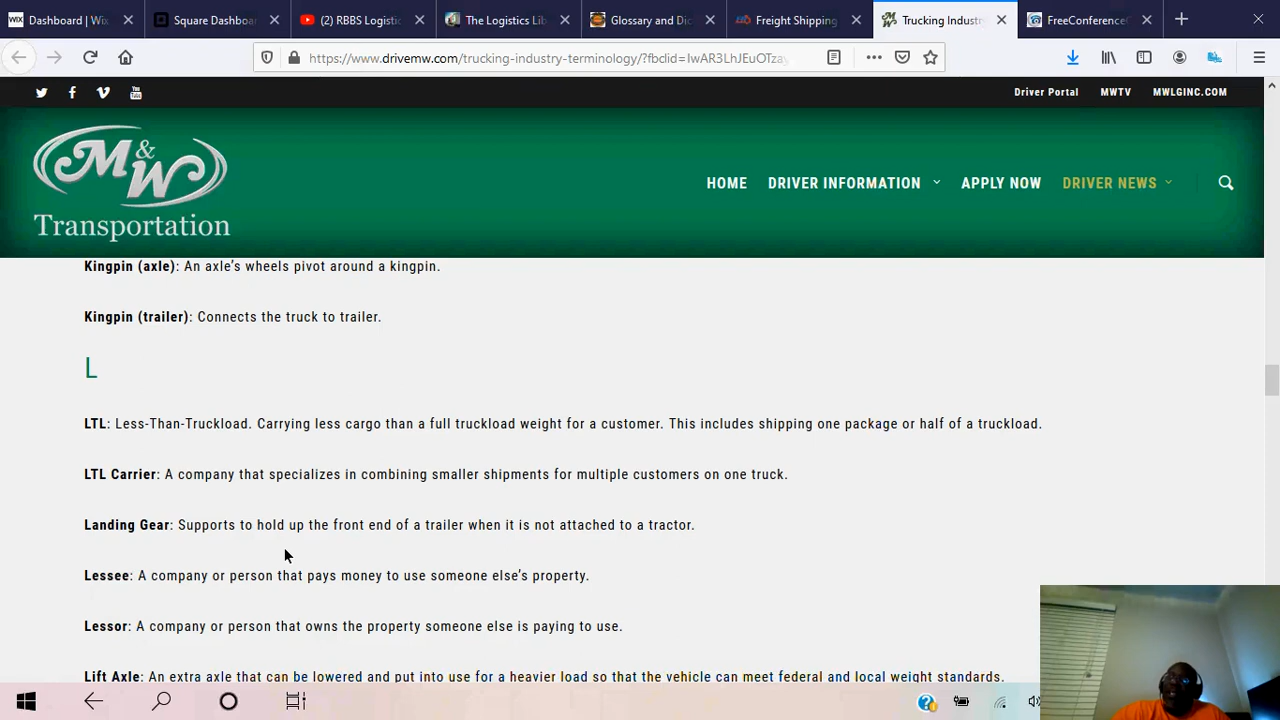 Dashboard | Wix
Square Dashboa
(2) RBBS Logistic
The Logistics Lib
Glossary and Dic
Freight Shipping
Trucking Industr
FreeConferenceC
https://www.drivemw.com/trucking-industry-terminology/?fbclid=IwAR3LhJEuOTzay
Driver Portal
MWTV
MWLGINC.COM
M&W
Transportation
HOME
DRIVER INFORMATION
APPLY NOW
DRIVER NEWS
Kingpin (axle): An axle’s wheels pivot around a kingpin.
Kingpin (trailer): Connects the truck to trailer.
L
LTL: Less-Than-Truckload. Carrying less cargo than a full truckload weight for a customer. This includes shipping one package or half of a truckload.
LTL Carrier: A company that specializes in combining smaller shipments for multiple customers on one truck.
Landing Gear: Supports to hold up the front end of a trailer when it is not attached to a tractor.
Lessee: A company or person that pays money to use someone else’s property.
Lessor: A company or person that owns the property someone else is paying to use.
Lift Axle: An extra axle that can be lowered and put into use for a heavier load so that the vehicle can meet federal and local weight standards.